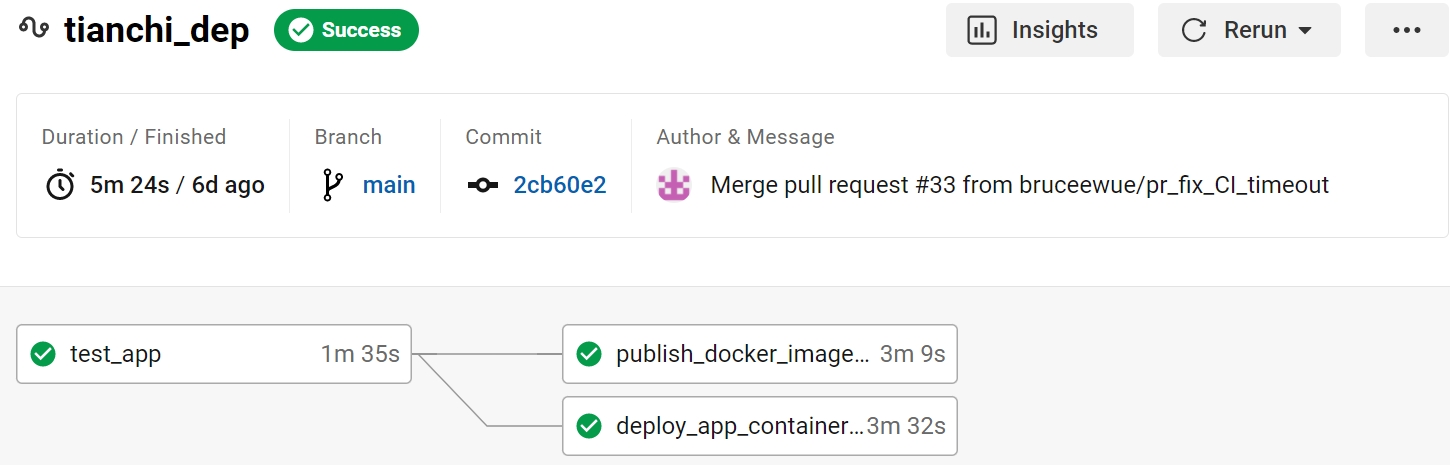 tianchi_dep Success Insights Rerun ...
Duration / Finished Branch Commit Author & Message
5m 24s / 6d ago main 2cb60e2 Merge pull request #33 from bruceewue/pr_fix_CI_timeout
test_app 1m 35s publish_docker_image... 3m 9s
deploy_app_container... 3m 32s